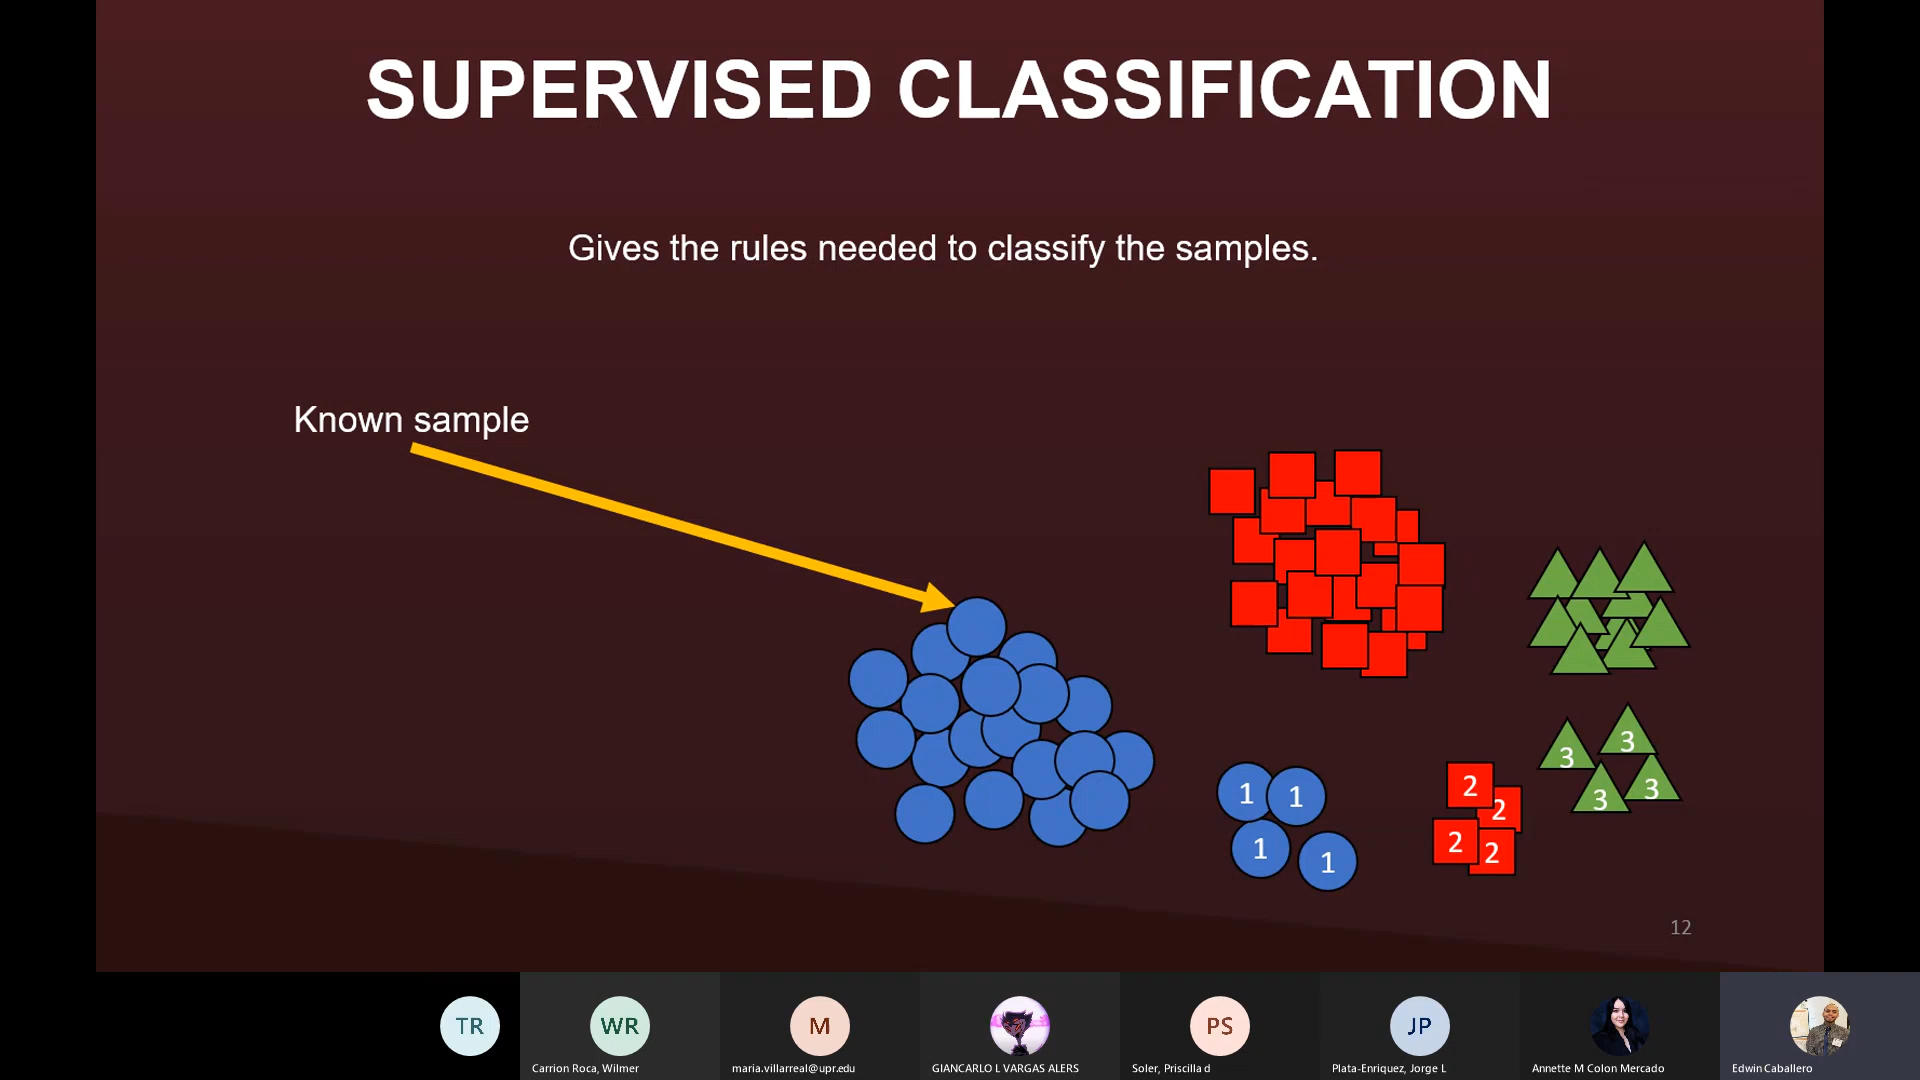 SUPERVISED CLASSIFICATION
Gives the rules needed to classify the samples.
Known sample
3
3
3
3
2
2
2
2
1
1
1
1
12
TR
WR
M
PS
JP
Carrion Roca, Wilmer
maria.villarreal@upr.edu
GIANCARLO L VARGAS ALERS
Soler, Priscilla d
Plata-Enriquez, Jorge L
Annette M Colon Mercado
Edwin Caballero